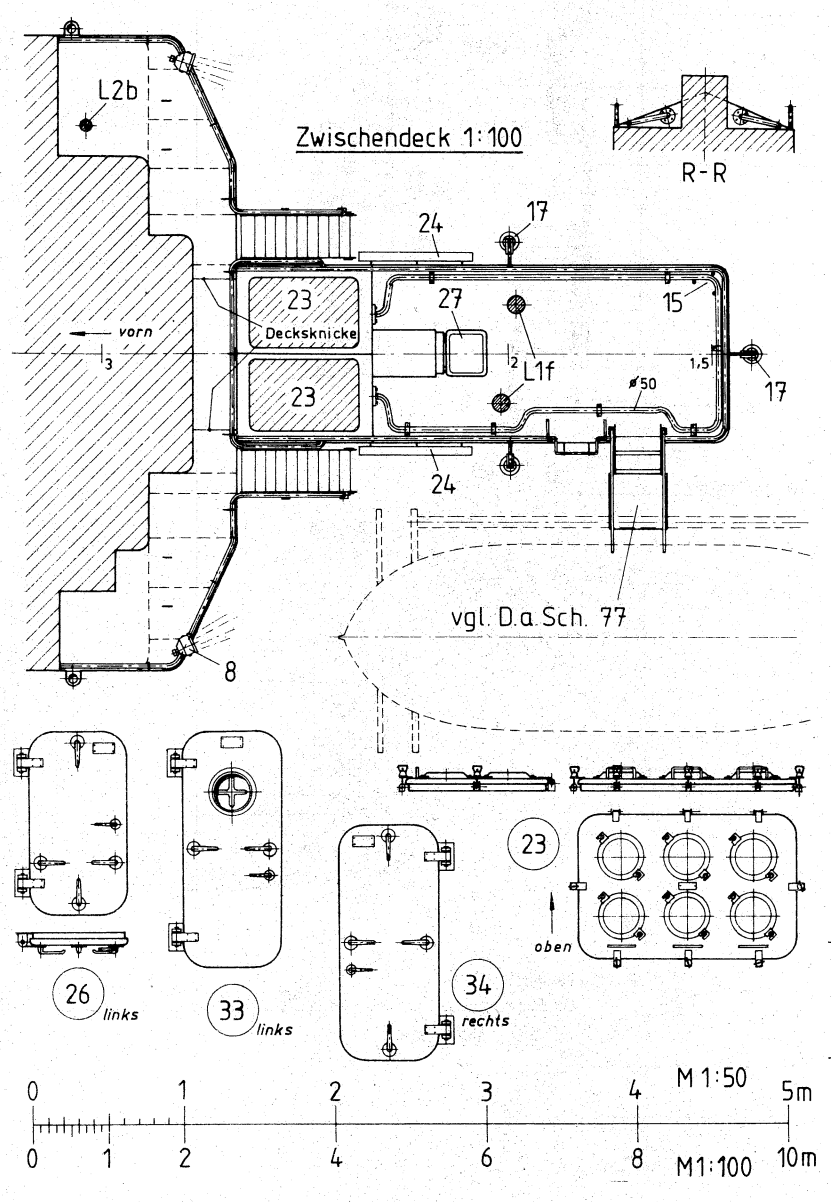 L2b
Zwischendeck 1:100
R-R
17
24
23
27
15
Decksknicke
vorn
3
2
1,5
L1f
23
ø50
17
24
vgl. D.a.Sch. 77
8
23
oben
26 links
33 links
34 rechts
M 1:50
0 1 2 3 4 5m
0 1 2 4 6 8 10m
M1:100